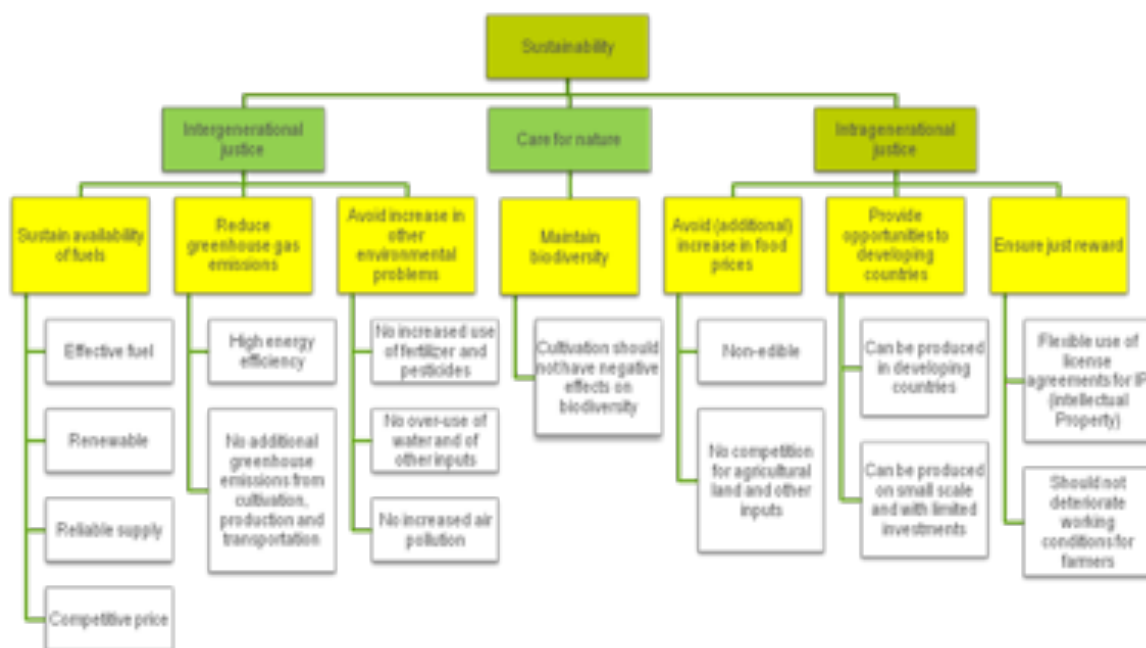 Sustainability
Intergenerational
justice
Care for nature
Intragenerational
justice
Sustain availability
of fuels
Reduce
greenhouse gas
emissions
Avoid increase in
other
environmental
problems
Maintain
biodiversity
Avoid (additional)
increase in food
prices
Provide
opportunities to
developing
countries
Ensure just reward
Effective fuel
Renewable
Reliable supply
Competitive price
High energy
efficiency
No additional
greenhouse
emissions from
cultivation,
production and
transportation
No increased use
of fertilizer and
pesticides
No over-use of
water and of
other inputs
No increased air
pollution
Cultivation should
not have negative
effects on
biodiversity
Non-edible
No competition for
agricultural
land and other
inputs
Can be produced
in developing
countries
Can be produced
on small scale
and with limited
investments
Flexible use of
license
agreements for IP
(Intellectual
Property)
Should not
deteriorate
working
conditions for
farmers